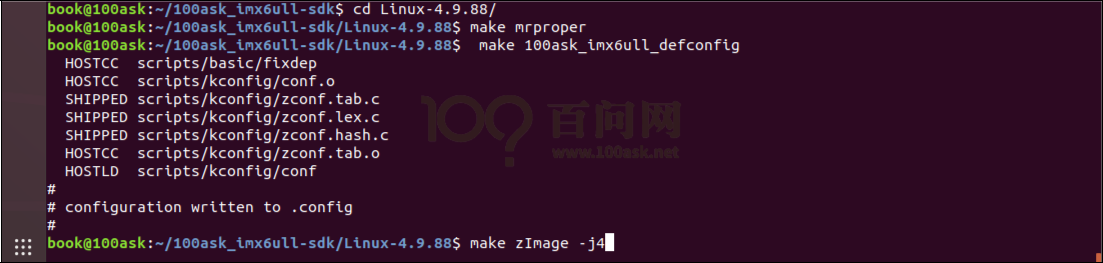 book@100ask:~/100ask_imx6ull-sdk$ cd Linux-4.9.88/
book@100ask:~/100ask_imx6ull-sdk/Linux-4.9.88$ make mrproper
book@100ask:~/100ask_imx6ull-sdk/Linux-4.9.88$  make 100ask_imx6ull_defconfig
  HOSTCC  scripts/basic/fixdep
  HOSTCC  scripts/kconfig/conf.o
  SHIPPED scripts/kconfig/zconf.tab.c
  SHIPPED scripts/kconfig/zconf.lex.c
  SHIPPED scripts/kconfig/zconf.hash.c
  HOSTCC  scripts/kconfig/zconf.tab.o
  HOSTLD  scripts/kconfig/conf
#
# configuration written to .config
#
book@100ask:~/100ask_imx6ull-sdk/Linux-4.9.88$ make zImage -j4
100 百问网
www.100ask.net